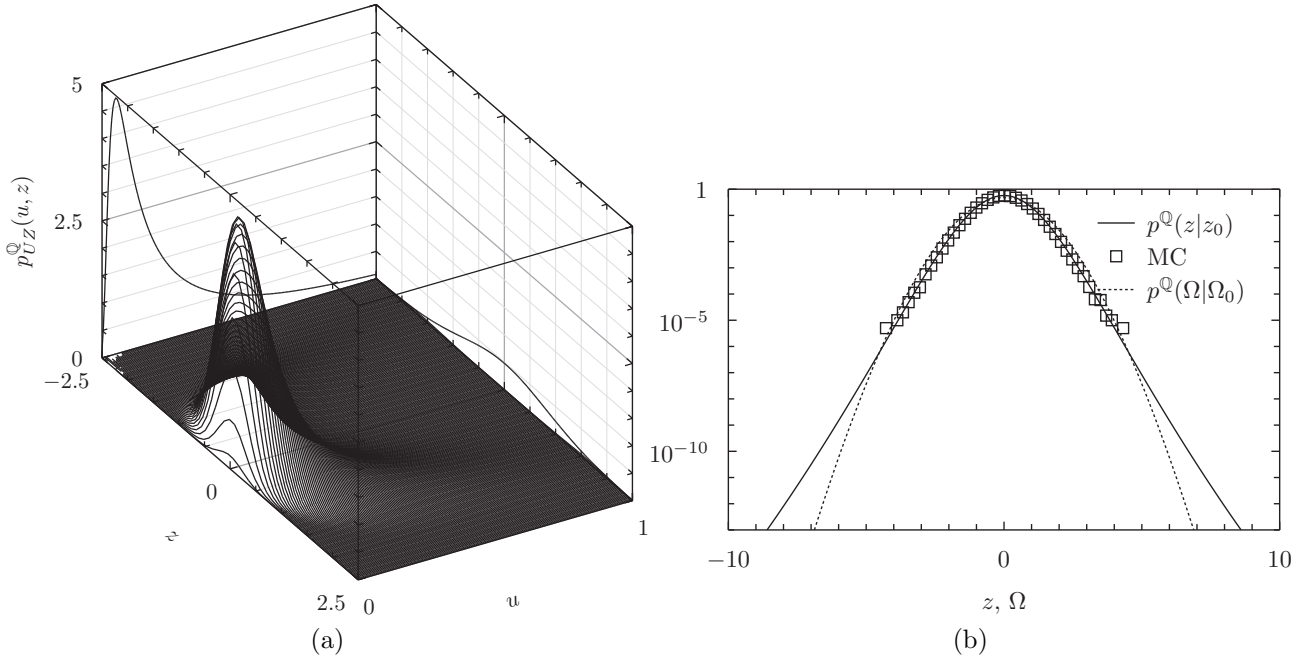 5
2.5
0
p^ℚ_{UZ}(u, z)
−2.5
0
2.5
z
0
1
u
(a)
1
10^{−5}
10^{−10}
p^ℚ(z|z_0)
MC
p^ℚ(Ω|Ω_0)
−10
0
10
z, Ω
(b)